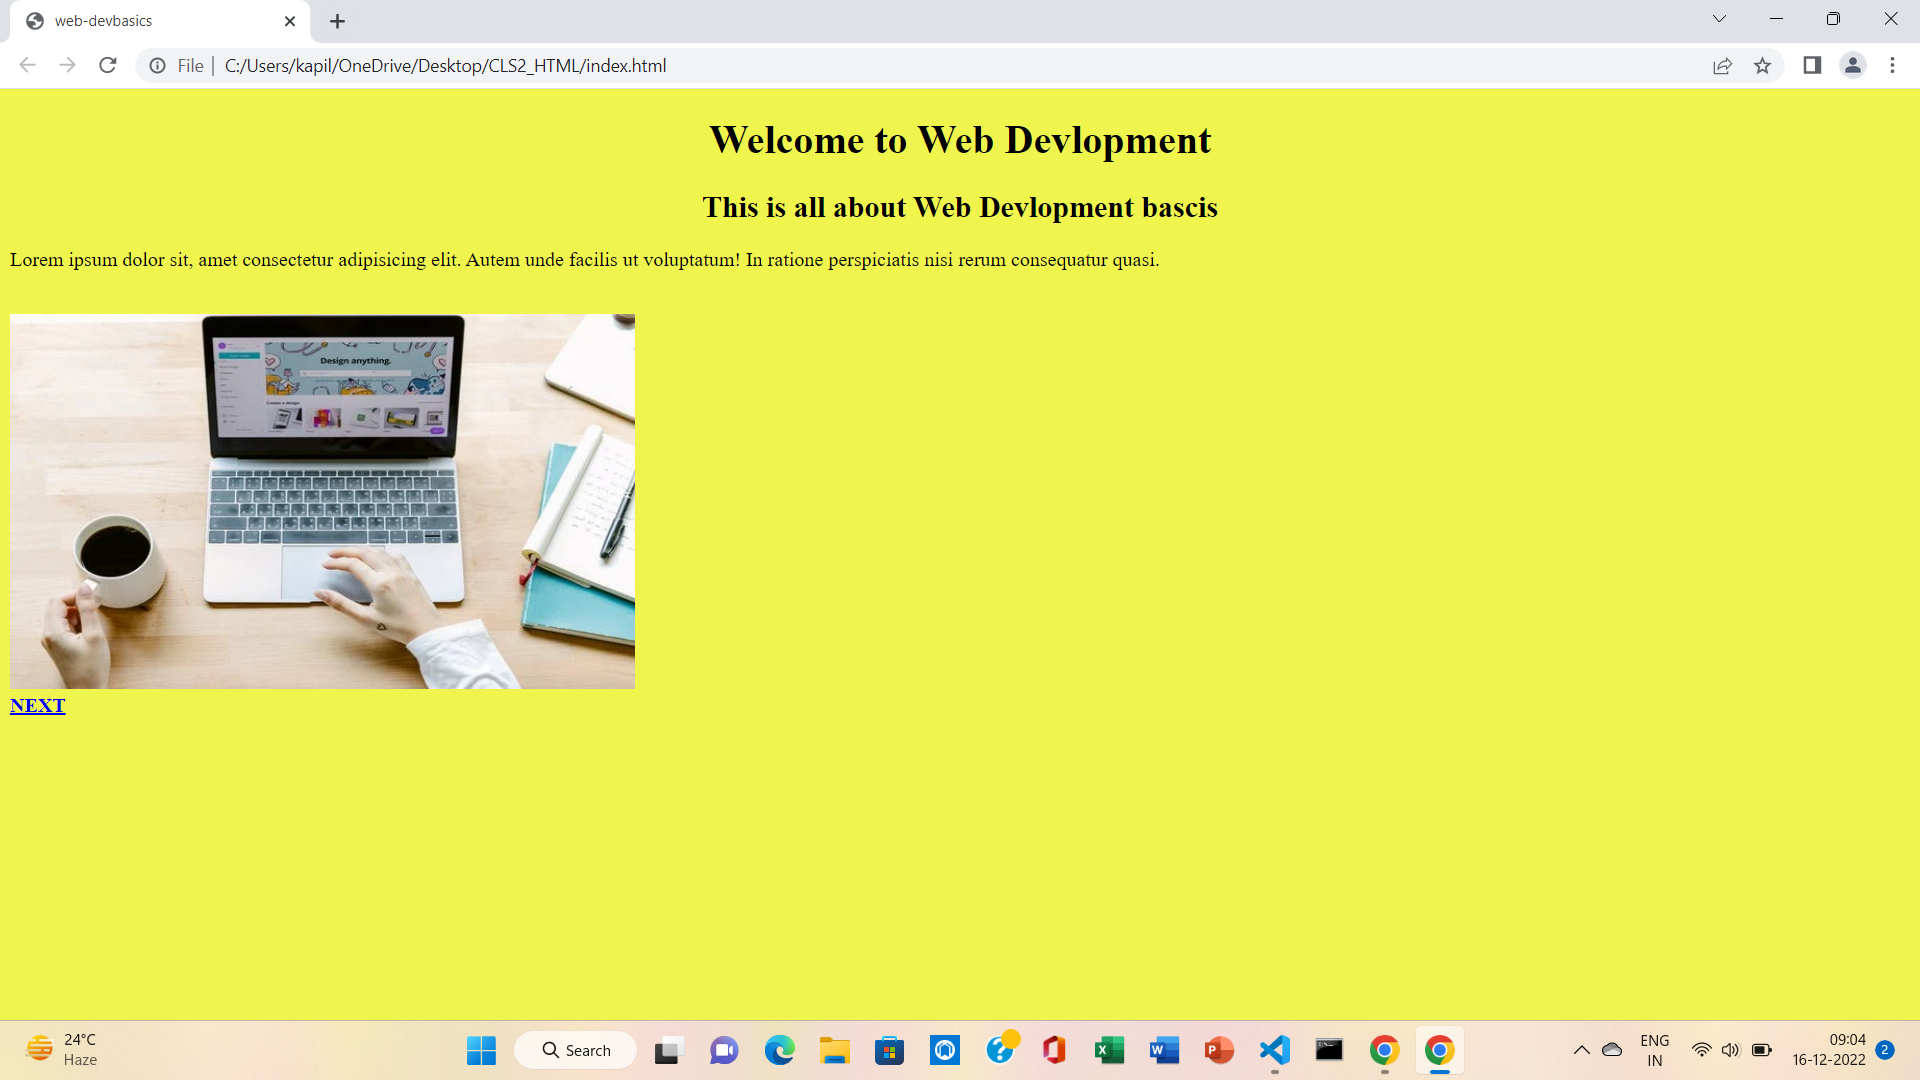 web-devbasics
File
C:/Users/kapil/OneDrive/Desktop/CLS2_HTML/index.html
Welcome to Web Devlopment
This is all about Web Devlopment bascis
Lorem ipsum dolor sit, amet consectetur adipisicing elit. Autem unde facilis ut voluptatum! In ratione perspiciatis nisi rerum consequatur quasi.
Design anything.
Create a design
NEXT
24°C
Haze
Search
ENG
IN
09:04
16-12-2022
2